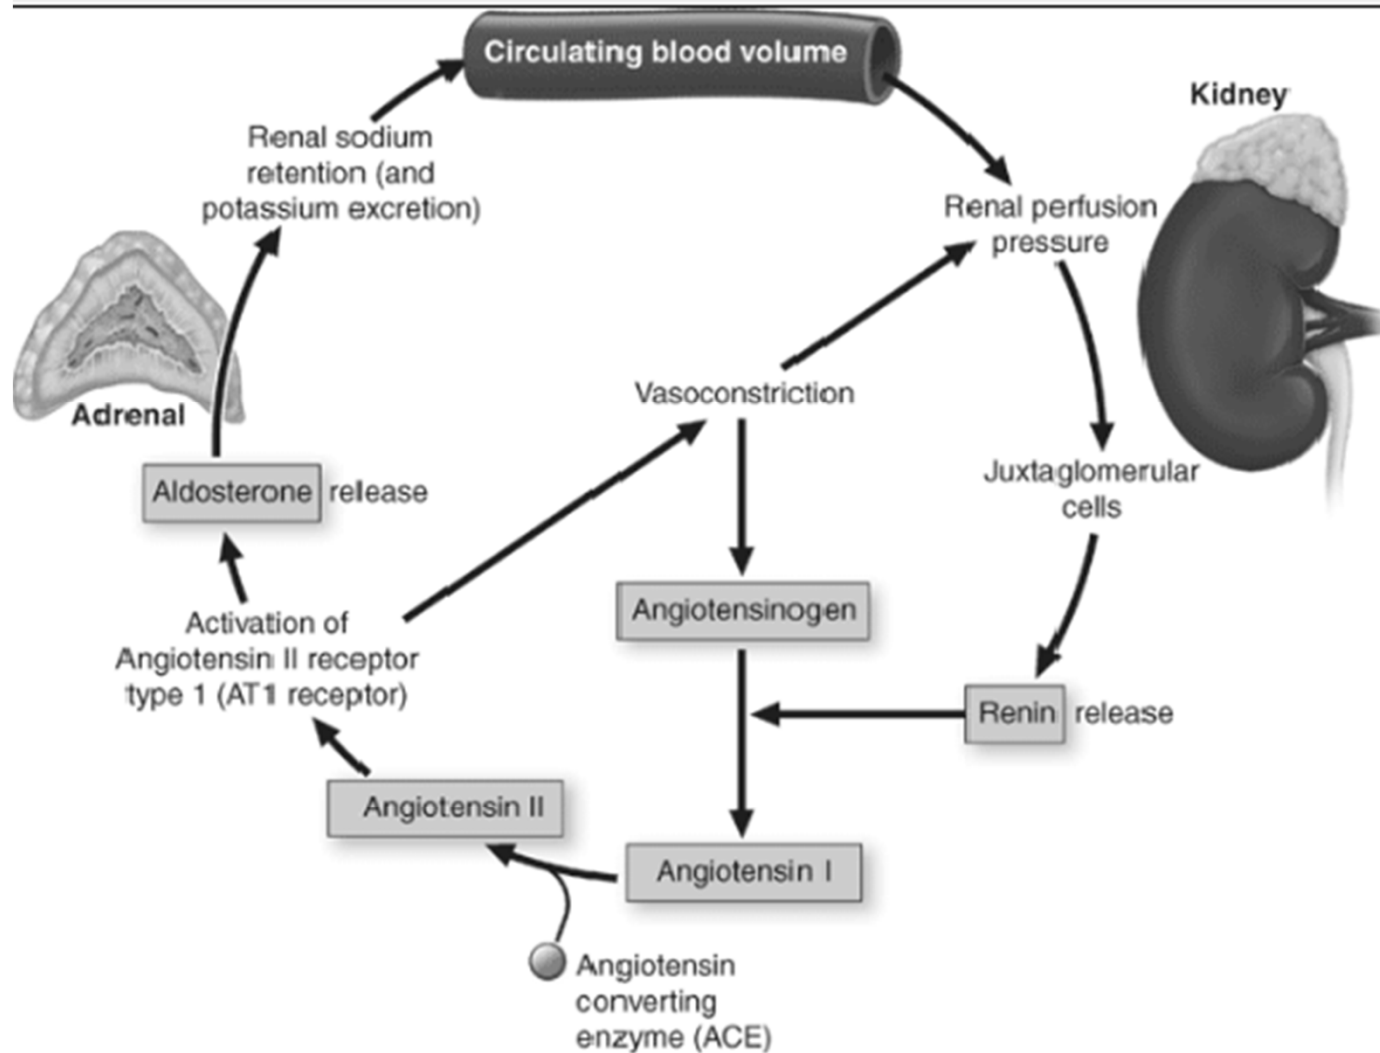 Circulating blood volume
Kidney
Renal sodium
retention (and
potassium excretion)
Renal perfusion
pressure
Adrenal
Vasoconstriction
Juxtaglomerular
cells
Aldosterone release
Angiotensinogen
Activation of
Angiotensin II receptor
type 1 (AT1 receptor)
Renin release
Angiotensin II
Angiotensin I
Angiotensin
converting
enzyme (ACE)